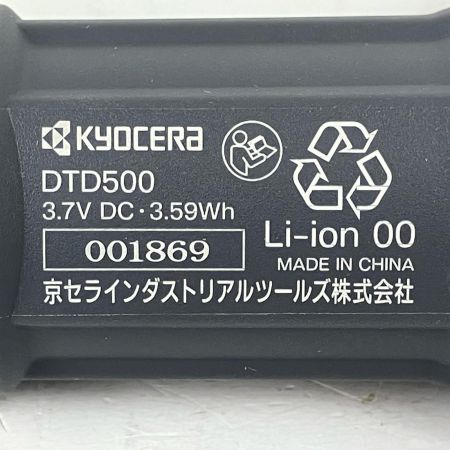 KYOCERA
DTD500
3.7V DC・3.59Wh
001869
Li-ion 00
MADE IN CHINA
京セラインダストリアルツールズ株式会社